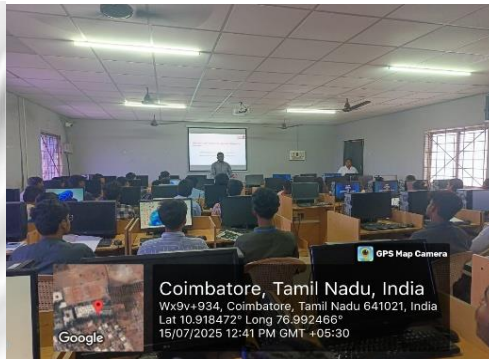 GPS Map Camera
Coimbatore, Tamil Nadu, India
Wx9v+934, Coimbatore, Tamil Nadu 641021, India
Lat 10.918472° Long 76.992466°
15/07/2025 12:41 PM GMT +05:30
Google